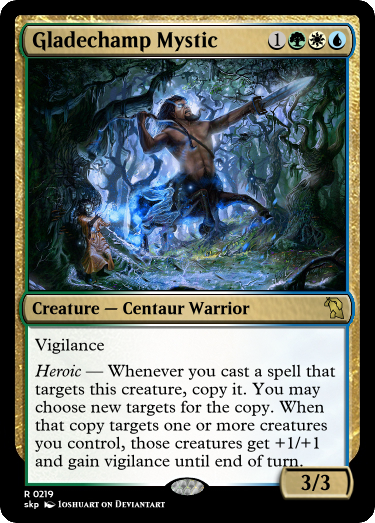 Gladechamp Mystic 1
Creature — Centaur Warrior
Vigilance
Heroic — Whenever you cast a spell that
targets this creature, copy it. You may
choose new targets for the copy. When
that copy targets one or more creatures
you control, those creatures get +1/+1
and gain vigilance until end of turn.
3/3
R 0219
skp Ioshuart on Deviantart